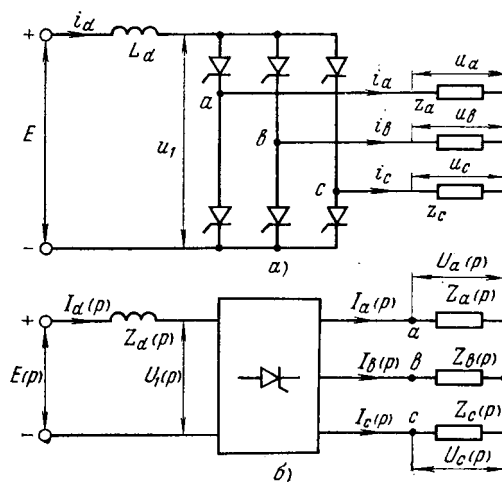 + i_d L_d
E u_1
a в c
i_a i_в i_c
u_a z_a
u_в
u_c z_c
−
а)
+ I_d(p) Z_d(p)
E(p) U_1(p)
−
I_a(p) a U_a(p) Z_a(p)
I_в(p) в Z_в(p)
I_c(p) c Z_c(p)
U_c(p)
б)